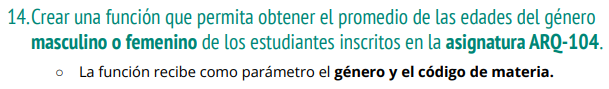 14.Crear una función que permita obtener el promedio de las edades del género
masculino o femenino de los estudiantes inscritos en la asignatura ARQ-104.
○ La función recibe como parámetro el género y el código de materia.